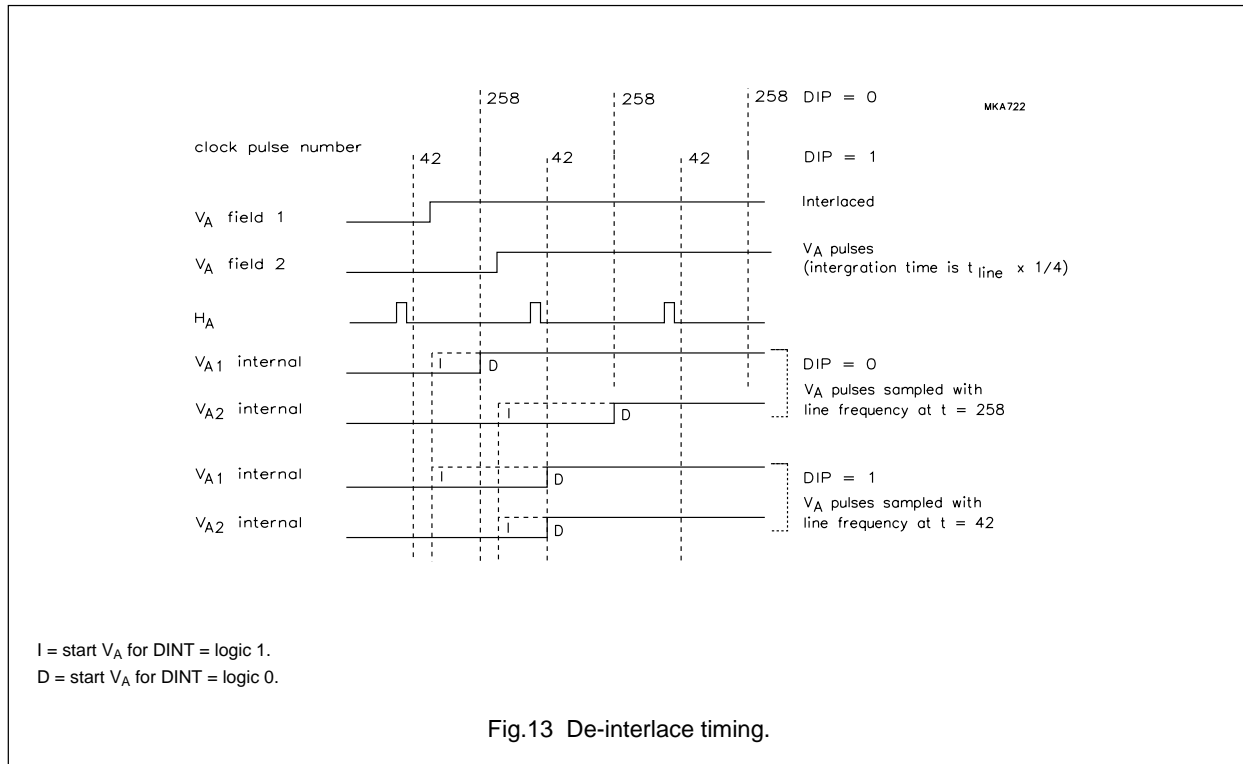 258 258 258 DIP = 0
MKA722
clock pulse number
42 42 42 DIP = 1
VA field 1 Interlaced
VA field 2 VA pulses
(intergration time is tline x 1/4)
HA
VA1 internal I D DIP = 0
VA pulses sampled with
line frequency at t = 258
VA2 internal I D
VA1 internal I D DIP = 1
VA pulses sampled with
line frequency at t = 42
VA2 internal I D
I = start VA for DINT = logic 1.
D = start VA for DINT = logic 0.
Fig.13 De-interlace timing.